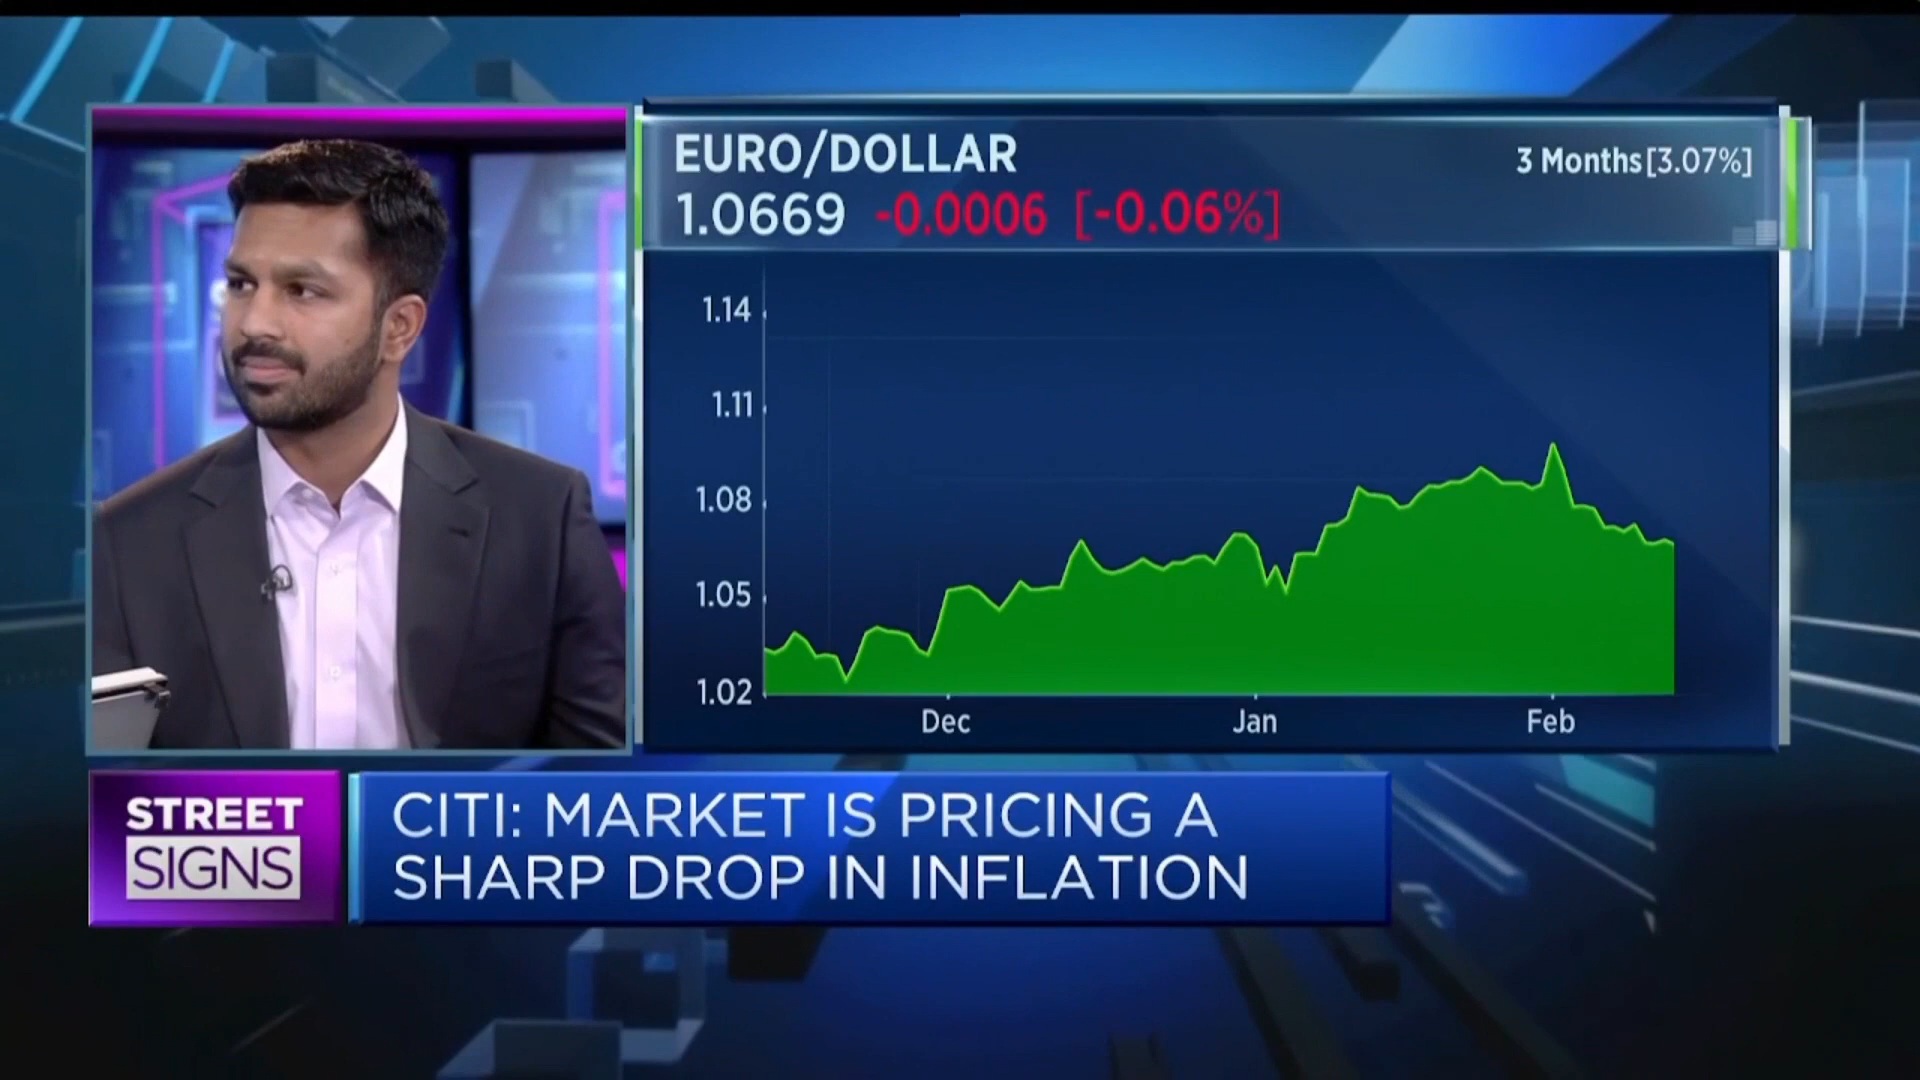 EURO/DOLLAR
3 Months [3.07%]
1.0669 -0.0006 [-0.06%]
1.14
1.11
1.08
1.05
1.02
Dec Jan Feb
STREET
SIGNS
CITI: MARKET IS PRICING A
SHARP DROP IN INFLATION